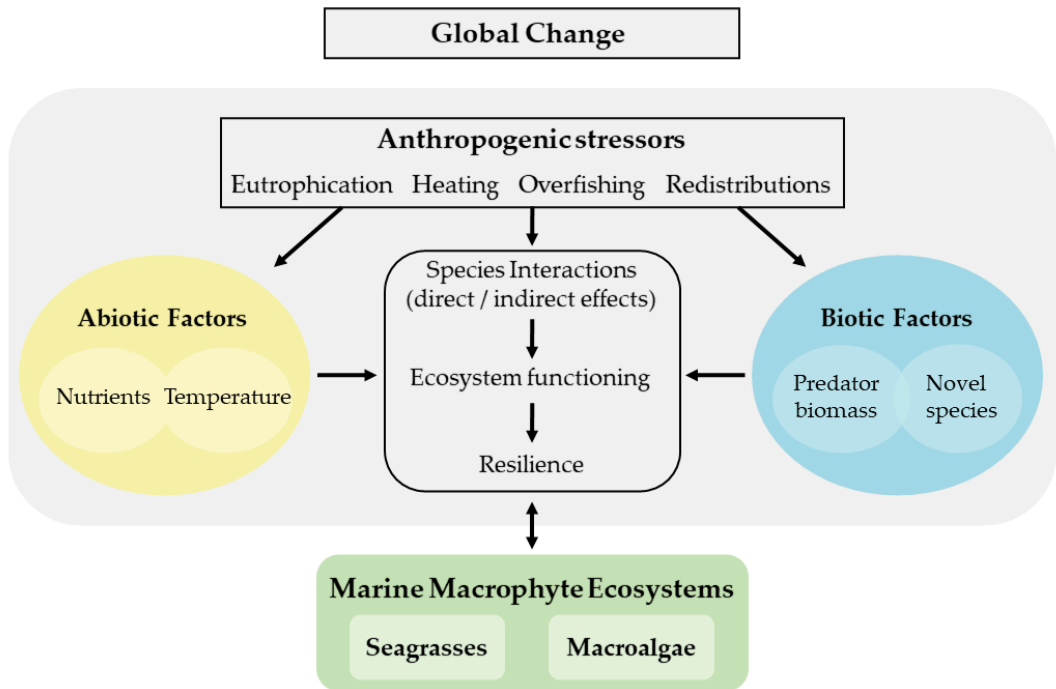 Global Change
Anthropogenic stressors
Eutrophication Heating Overfishing Redistributions
Species Interactions
(direct / indirect effects)
Ecosystem functioning
Resilience
Abiotic Factors
Nutrients Temperature
Biotic Factors
Predator
biomass
Novel
species
Marine Macrophyte Ecosystems
Seagrasses
Macroalgae